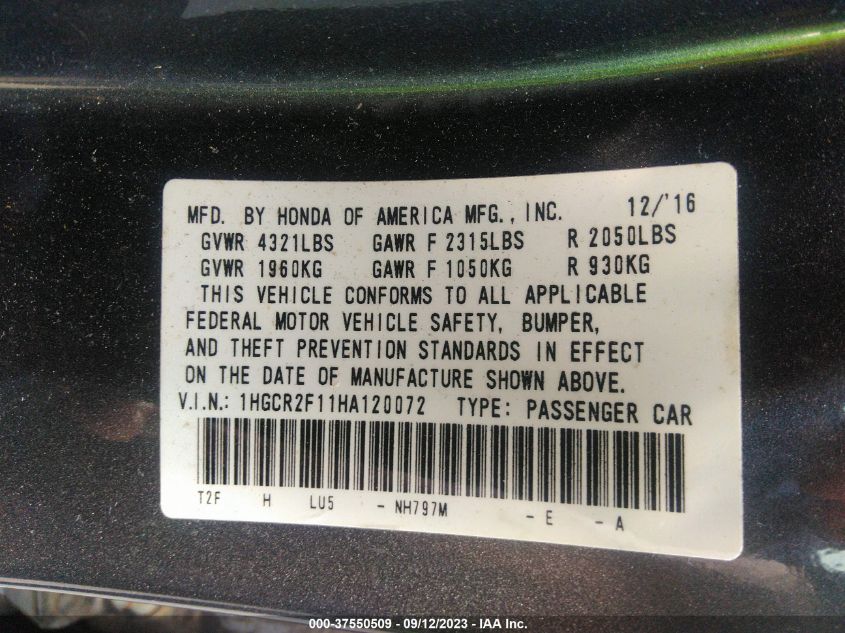 MFD. BY HONDA OF AMERICA MFG., INC. 12/'16
GVWR 4321LBS GAWR F 2315LBS R 2050LBS
GVWR 1960KG GAWR F 1050KG R 930KG
THIS VEHICLE CONFORMS TO ALL APPLICABLE
FEDERAL MOTOR VEHICLE SAFETY, BUMPER,
AND THEFT PREVENTION STANDARDS IN EFFECT
ON THE DATE OF MANUFACTURE SHOWN ABOVE.
V.I.N.: 1HGCR2F11HA120072 TYPE: PASSENGER CAR
T2F H LU5 - NH797M - E - A
000-37550509 - 09/12/2023 - IAA Inc.